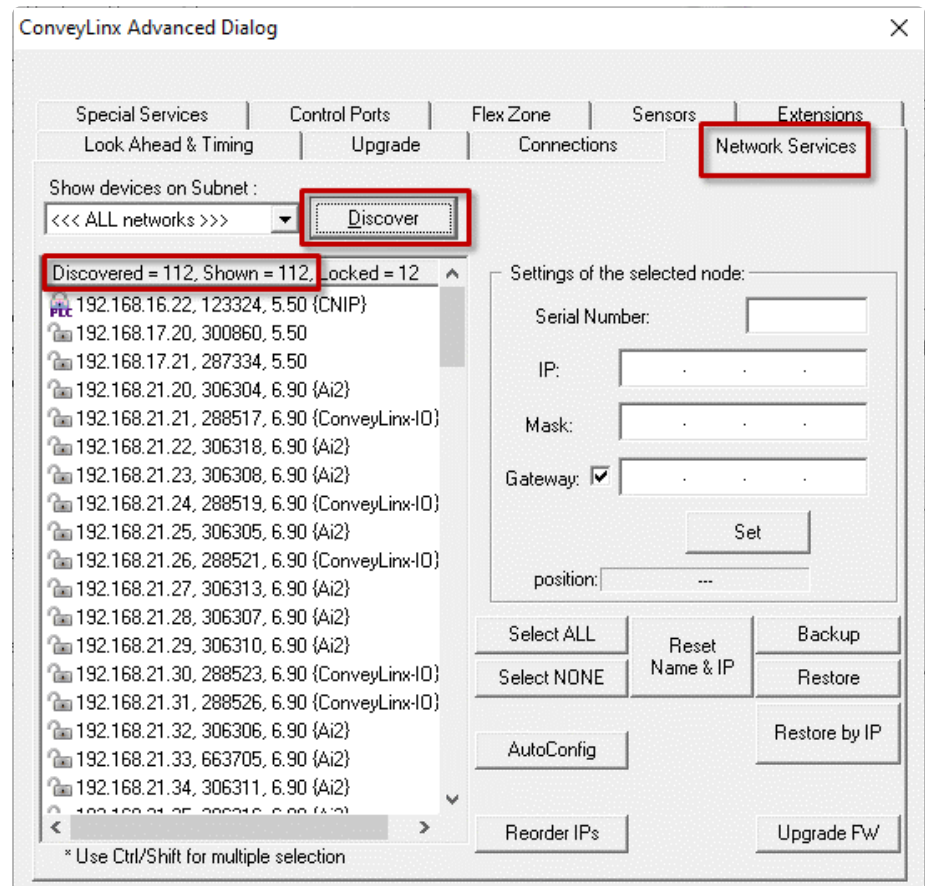 ConveyLinx Advanced Dialog
Special Services
Control Ports
Flex Zone
Sensors
Extensions
Look Ahead & Timing
Upgrade
Connections
Network Services
Show devices on Subnet :
<<< ALL networks >>>
Discover
Discovered = 112, Shown = 112, Locked = 12
PLC 192.168.16.22, 123324, 5.50 {CNIP}
192.168.17.20, 300860, 5.50
192.168.17.21, 287334, 5.50
192.168.21.20, 306304, 6.90 {Ai2}
192.168.21.21, 288517, 6.90 {ConveyLinx-IO}
192.168.21.22, 306318, 6.90 {Ai2}
192.168.21.23, 306308, 6.90 {Ai2}
192.168.21.24, 288519, 6.90 {ConveyLinx-IO}
192.168.21.25, 306305, 6.90 {Ai2}
192.168.21.26, 288521, 6.90 {ConveyLinx-IO}
192.168.21.27, 306313, 6.90 {Ai2}
192.168.21.28, 306307, 6.90 {Ai2}
192.168.21.29, 306310, 6.90 {Ai2}
192.168.21.30, 288523, 6.90 {ConveyLinx-IO}
192.168.21.31, 288526, 6.90 {ConveyLinx-IO}
192.168.21.32, 306306, 6.90 {Ai2}
192.168.21.33, 663705, 6.90 {Ai2}
192.168.21.34, 306311, 6.90 {Ai2}
* Use Ctrl/Shift for multiple selection
Settings of the selected node:
Serial Number:
IP:
Mask:
Gateway:
Set
position: ---
Select ALL
Select NONE
Reset
Name & IP
Backup
Restore
Restore by IP
AutoConfig
Reorder IPs
Upgrade FW